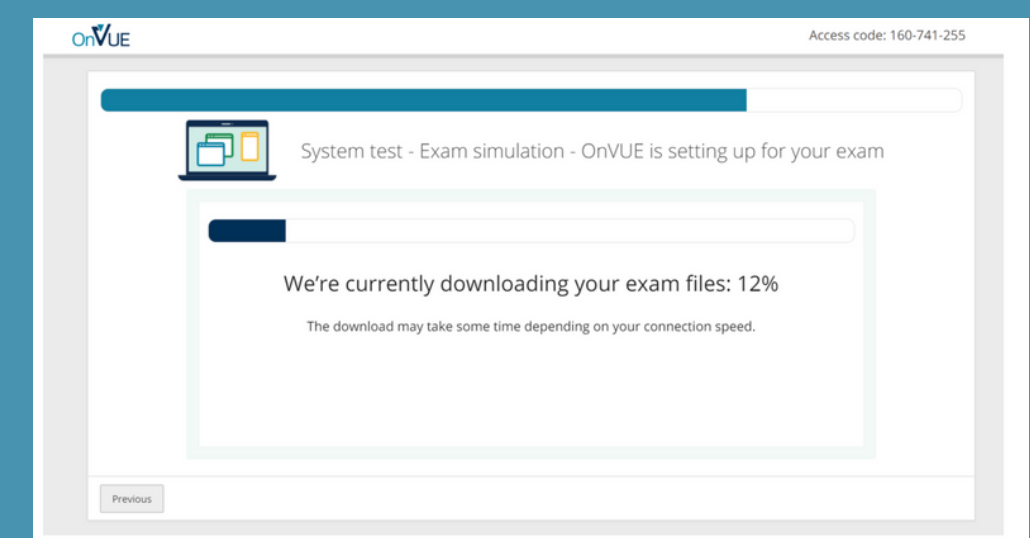 OnVUE
Access code: 160-741-255
System test - Exam simulation - OnVUE is setting up for your exam
We’re currently downloading your exam files: 12%
The download may take some time depending on your connection speed.
Previous